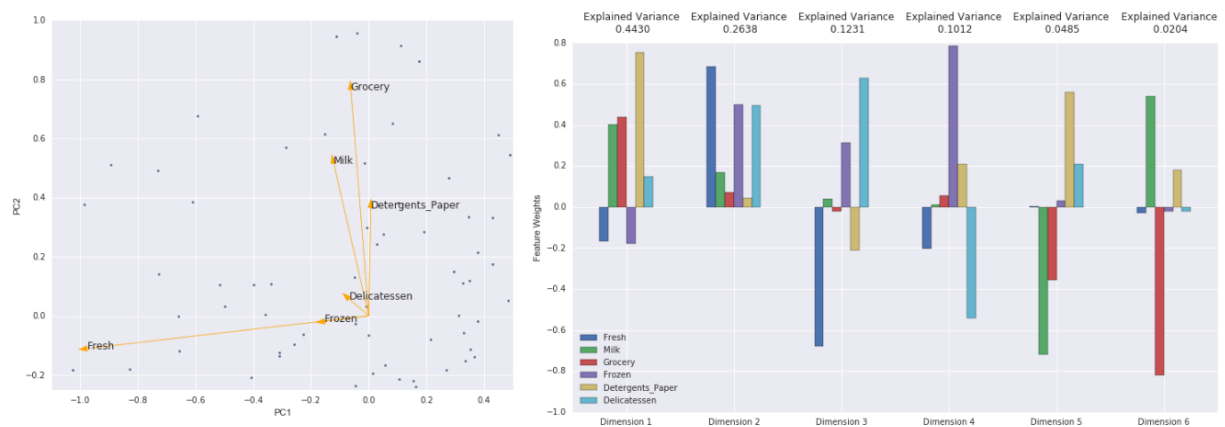 1.0
0.8
0.6
0.4
0.2
0.0
−0.2
PC2
Grocery
Milk
Detergents_Paper
Delicatessen
Frozen
Fresh
−1.0 −0.8 −0.6 −0.4 −0.2 0.0 0.2 0.4
PC1
Explained Variance Explained Variance Explained Variance Explained Variance Explained Variance Explained Variance
0.4430 0.2638 0.1231 0.1012 0.0485 0.0204
0.8
0.6
0.4
0.2
0.0
−0.2
−0.4
−0.6
−0.8
−1.0
Feature Weights
Fresh
Milk
Grocery
Frozen
Detergents_Paper
Delicatessen
Dimension 1 Dimension 2 Dimension 3 Dimension 4 Dimension 5 Dimension 6